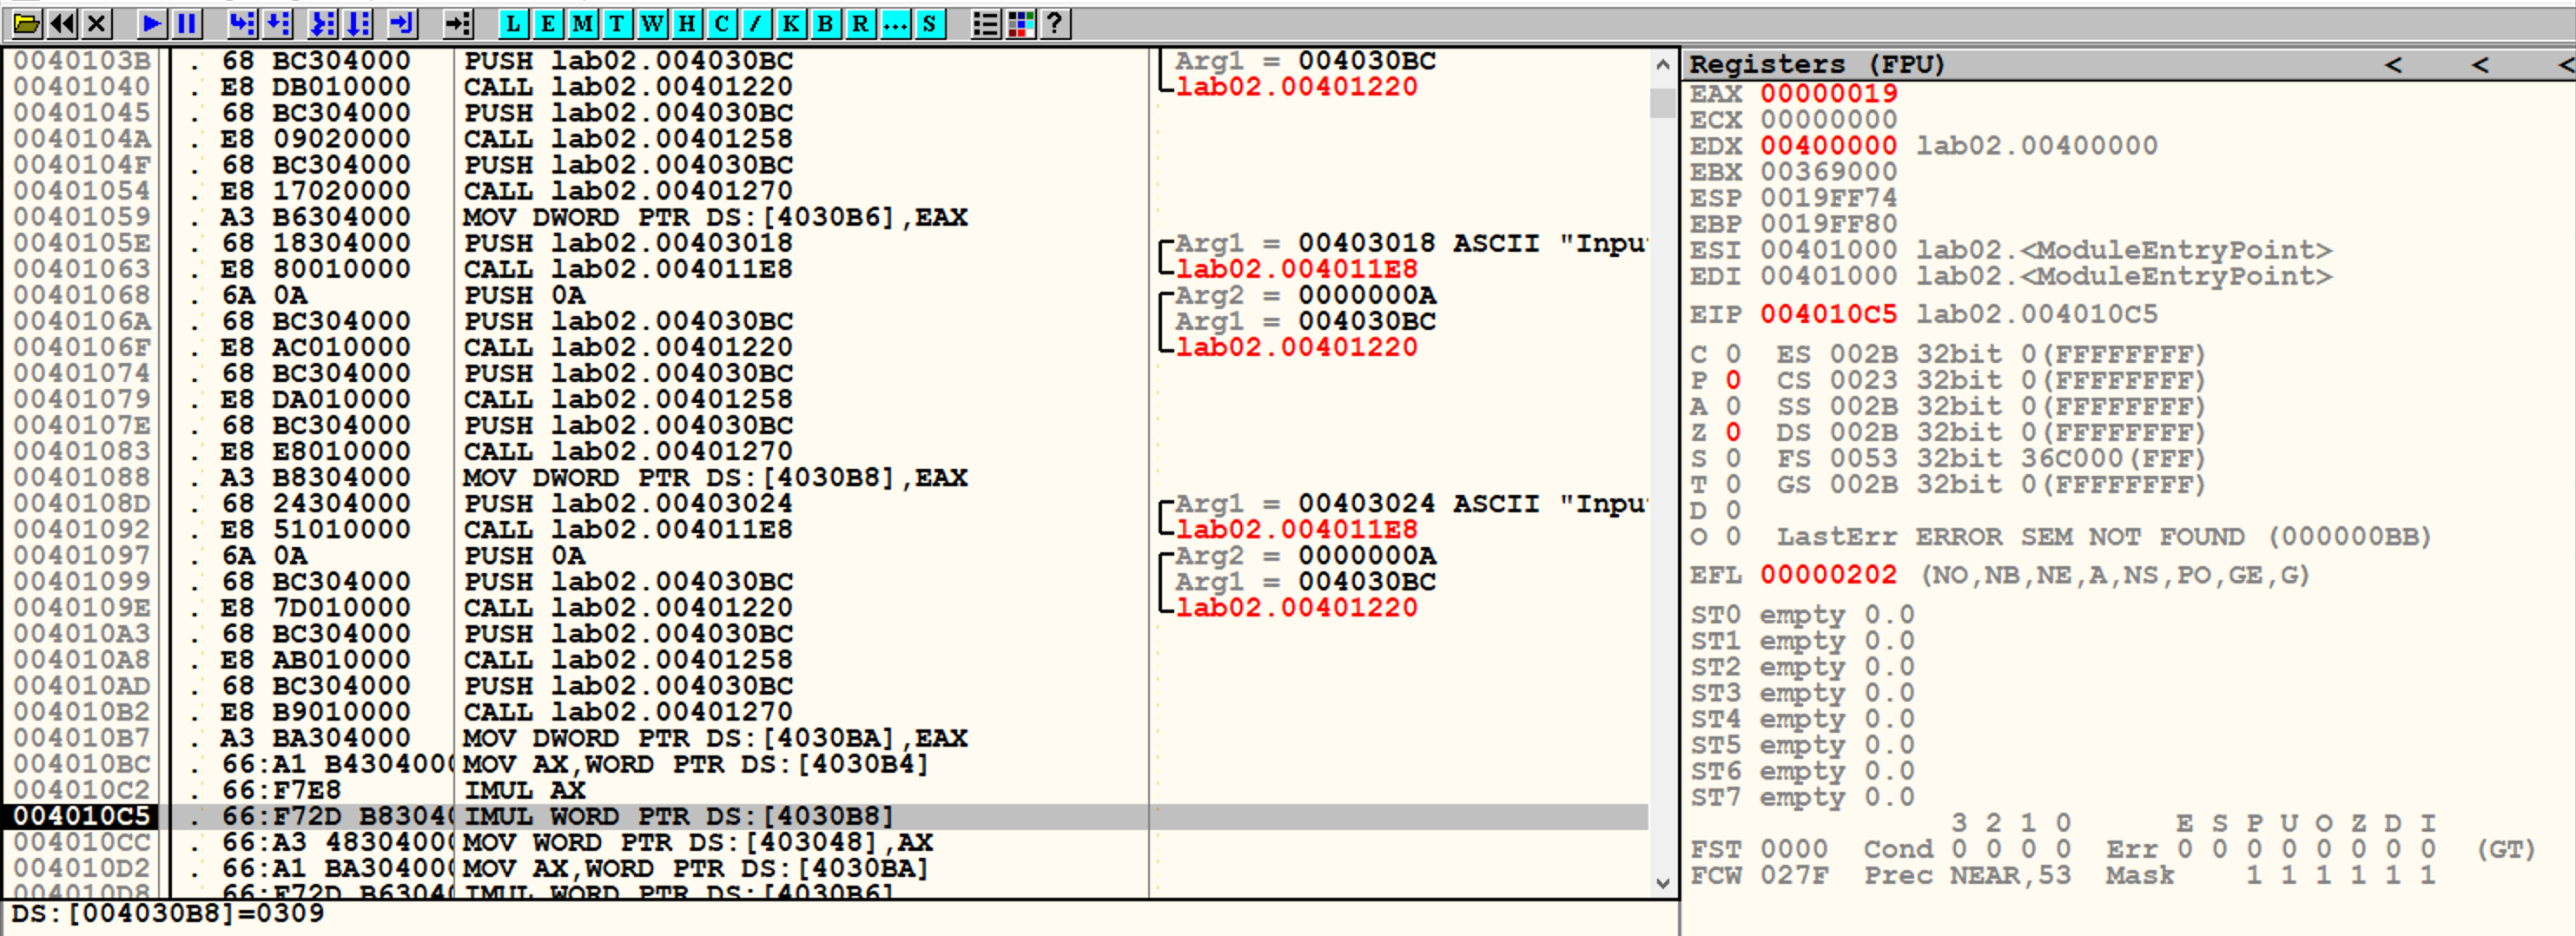 L E M T W H C / K B R ... S ?
0040103B . 68 BC304000 PUSH lab02.004030BC Arg1 = 004030BC
00401040 . E8 DB010000 CALL lab02.00401220 lab02.00401220
00401045 . 68 BC304000 PUSH lab02.004030BC
0040104A . E8 09020000 CALL lab02.00401258
0040104F . 68 BC304000 PUSH lab02.004030BC
00401054 . E8 17020000 CALL lab02.00401270
00401059 . A3 B6304000 MOV DWORD PTR DS:[4030B6],EAX
0040105E . 68 18304000 PUSH lab02.00403018 Arg1 = 00403018 ASCII "Inpu
00401063 . E8 80010000 CALL lab02.004011E8 lab02.004011E8
00401068 . 6A 0A PUSH 0A Arg2 = 0000000A
0040106A . 68 BC304000 PUSH lab02.004030BC Arg1 = 004030BC
0040106F . E8 AC010000 CALL lab02.00401220 lab02.00401220
00401074 . 68 BC304000 PUSH lab02.004030BC
00401079 . E8 DA010000 CALL lab02.00401258
0040107E . 68 BC304000 PUSH lab02.004030BC
00401083 . E8 E8010000 CALL lab02.00401270
00401088 . A3 B8304000 MOV DWORD PTR DS:[4030B8],EAX
0040108D . 68 24304000 PUSH lab02.00403024 Arg1 = 00403024 ASCII "Inpu
00401092 . E8 51010000 CALL lab02.004011E8 lab02.004011E8
00401097 . 6A 0A PUSH 0A Arg2 = 0000000A
00401099 . 68 BC304000 PUSH lab02.004030BC Arg1 = 004030BC
0040109E . E8 7D010000 CALL lab02.00401220 lab02.00401220
004010A3 . 68 BC304000 PUSH lab02.004030BC
004010A8 . E8 AB010000 CALL lab02.00401258
004010AD . 68 BC304000 PUSH lab02.004030BC
004010B2 . E8 B9010000 CALL lab02.00401270
004010B7 . A3 BA304000 MOV DWORD PTR DS:[4030BA],EAX
004010BC . 66:A1 B4304000 MOV AX,WORD PTR DS:[4030B4]
004010C2 . 66:F7E8 IMUL AX
004010C5 . 66:F72D B8304 IMUL WORD PTR DS:[4030B8]
004010CC . 66:A3 48304000 MOV WORD PTR DS:[403048],AX
004010D2 . 66:A1 BA304000 MOV AX,WORD PTR DS:[4030BA]
004010D8 . 66:F72D B6304 IMUL WORD PTR DS:[4030B6]
DS:[004030B8]=0309
Registers (FPU) < < <
EAX 00000019
ECX 00000000
EDX 00400000 lab02.00400000
EBX 00369000
ESP 0019FF74
EBP 0019FF80
ESI 00401000 lab02.<ModuleEntryPoint>
EDI 00401000 lab02.<ModuleEntryPoint>
EIP 004010C5 lab02.004010C5
C 0 ES 002B 32bit 0(FFFFFFFF)
P 0 CS 0023 32bit 0(FFFFFFFF)
A 0 SS 002B 32bit 0(FFFFFFFF)
Z 0 DS 002B 32bit 0(FFFFFFFF)
S 0 FS 0053 32bit 36C000(FFF)
T 0 GS 002B 32bit 0(FFFFFFFF)
D 0
O 0 LastErr ERROR SEM NOT FOUND (000000BB)
EFL 00000202 (NO,NB,NE,A,NS,PO,GE,G)
ST0 empty 0.0
ST1 empty 0.0
ST2 empty 0.0
ST3 empty 0.0
ST4 empty 0.0
ST5 empty 0.0
ST6 empty 0.0
ST7 empty 0.0
3 2 1 0 E S P U O Z D I
FST 0000 Cond 0 0 0 0 Err 0 0 0 0 0 0 0 0 (GT)
FCW 027F Prec NEAR,53 Mask 1 1 1 1 1 1